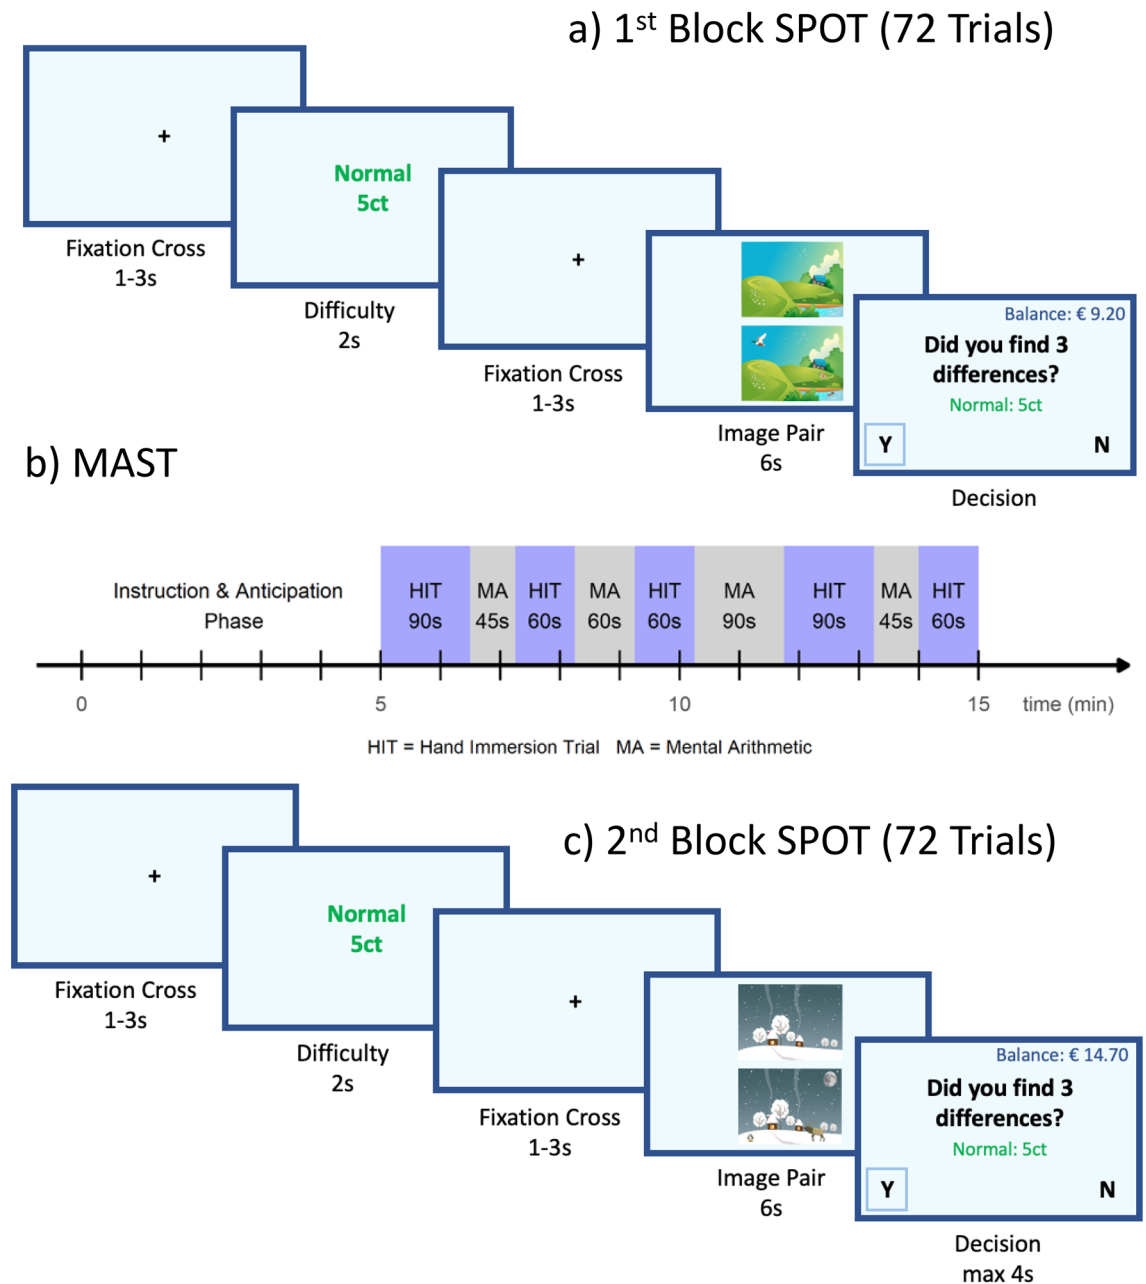 a) 1st Block SPOT (72 Trials)
+
Fixation Cross
1-3s
Normal
5ct
Difficulty
2s
+
Fixation Cross
1-3s
Image Pair
6s
Balance: € 9.20
Did you find 3
differences?
Normal: 5ct
Y N
Decision
b) MAST
Instruction & Anticipation
Phase
HIT MA HIT MA HIT MA HIT MA HIT
90s 45s 60s 60s 60s 90s 90s 45s 60s
0 5 10 15 time (min)
HIT = Hand Immersion Trial MA = Mental Arithmetic
c) 2nd Block SPOT (72 Trials)
+
Fixation Cross
1-3s
Normal
5ct
Difficulty
2s
+
Fixation Cross
1-3s
Image Pair
6s
Balance: € 14.70
Did you find 3
differences?
Normal: 5ct
Y N
Decision
max 4s